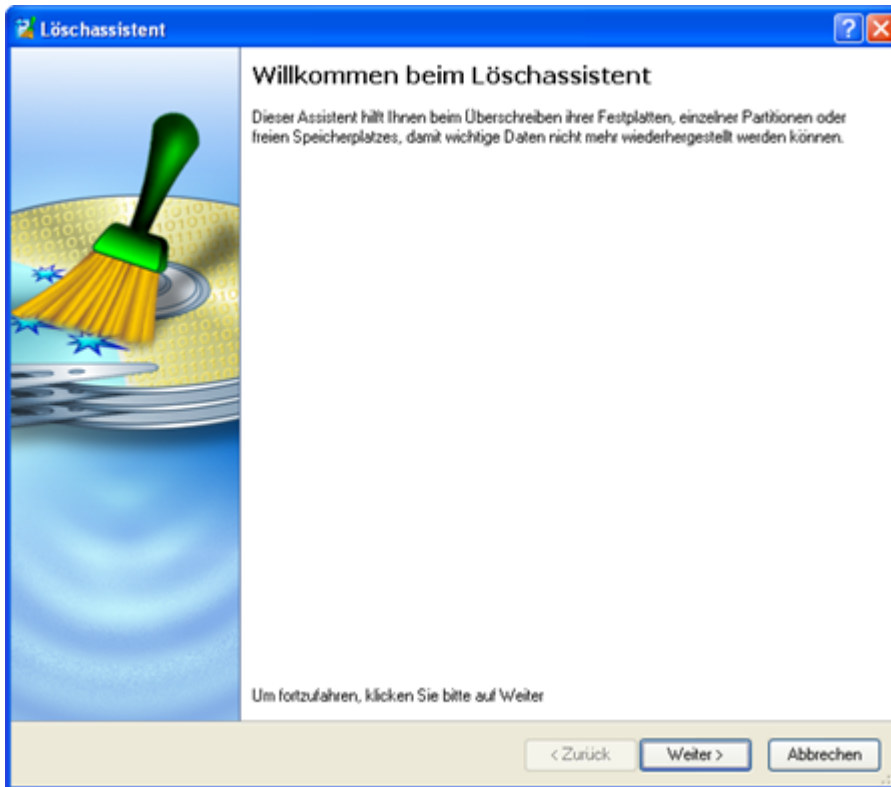 Löschassistent
Willkommen beim Löschassistent
Dieser Assistent hilft Ihnen beim Überschreiben ihrer Festplatten, einzelner Partitionen oder
freien Speicherplatzes, damit wichtige Daten nicht mehr wiederhergestellt werden können.
Um fortzufahren, klicken Sie bitte auf Weiter
< Zurück
Weiter >
Abbrechen